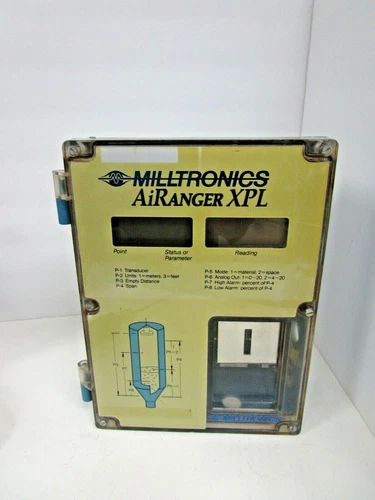 MILLTRONICS
AiRANGER XPL
Point
Status or
Parameter
Reading
P-1 Transducer
P-2 Units: 1=meters, 3=feet
P-3 Empty Distance
P-4 Span
P-5 Mode: 1=material, 2=space
P-6 Analog Out: 1=0-20, 2=4-20
P-7 High Alarm: percent of P-4
P-8 Low Alarm: percent of P-4
MILLTRONICS